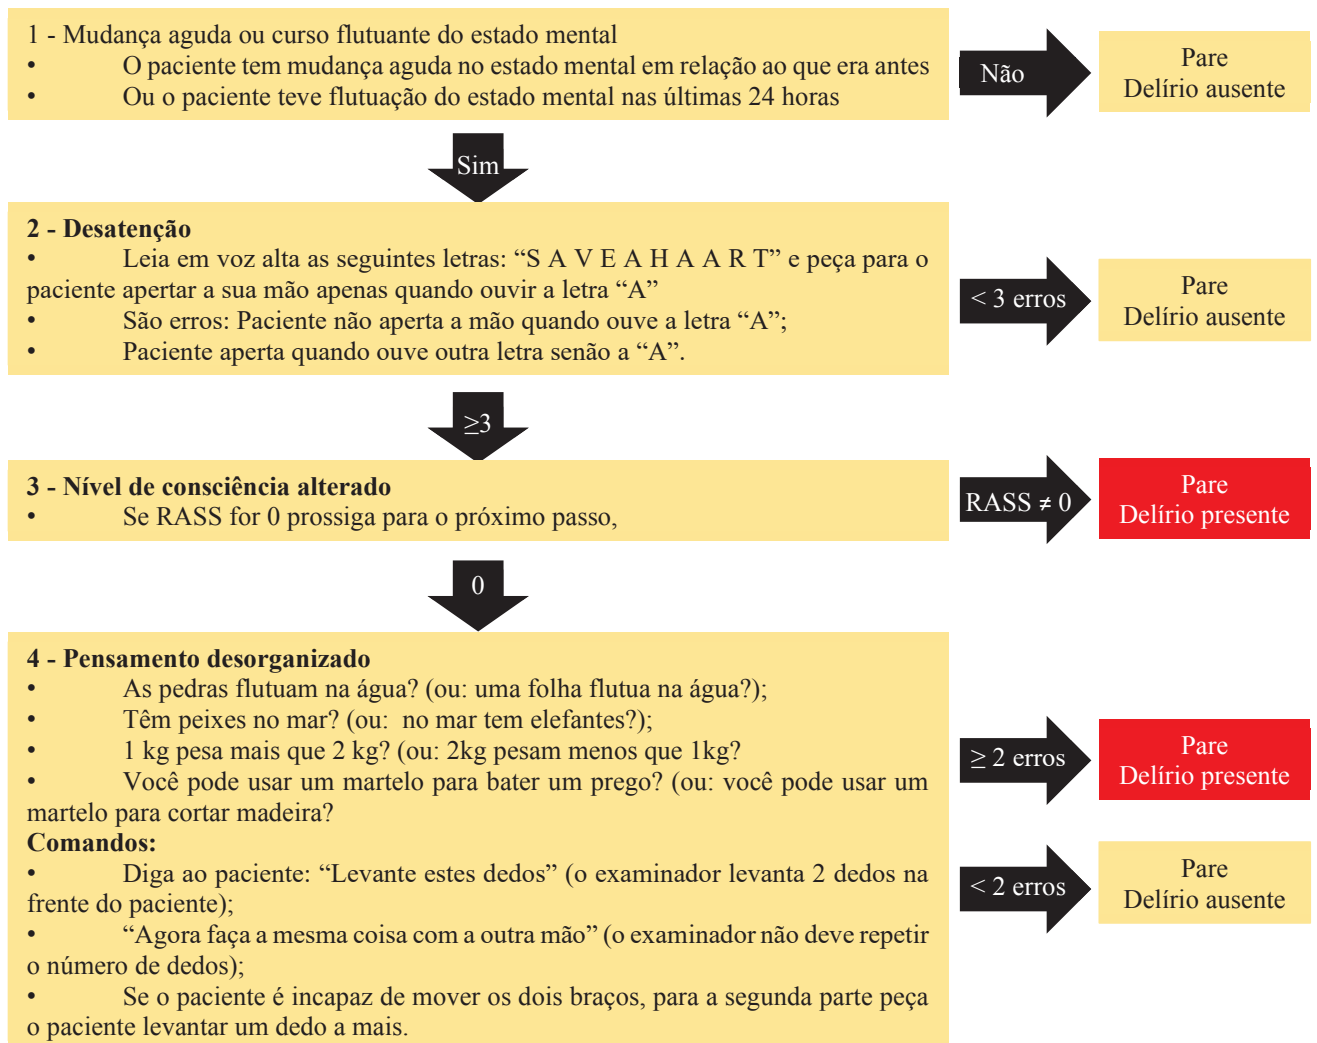 1 - Mudança aguda ou curso flutuante do estado mental
• O paciente tem mudança aguda no estado mental em relação ao que era antes
• Ou o paciente teve flutuação do estado mental nas últimas 24 horas
Não
Pare
Delírio ausente
Sim
2 - Desatenção
• Leia em voz alta as seguintes letras: “S A V E A H A A R T” e peça para o
paciente apertar a sua mão apenas quando ouvir a letra “A”
• São erros: Paciente não aperta a mão quando ouve a letra “A”;
• Paciente aperta quando ouve outra letra senão a “A”.
< 3 erros
Pare
Delírio ausente
≥3
3 - Nível de consciência alterado
• Se RASS for 0 prossiga para o próximo passo,
RASS ≠ 0
Pare
Delírio presente
0
4 - Pensamento desorganizado
• As pedras flutuam na água? (ou: uma folha flutua na água?);
• Têm peixes no mar? (ou: no mar tem elefantes?);
• 1 kg pesa mais que 2 kg? (ou: 2kg pesam menos que 1kg?
• Você pode usar um martelo para bater um prego? (ou: você pode usar um
martelo para cortar madeira?
Comandos:
• Diga ao paciente: “Levante estes dedos” (o examinador levanta 2 dedos na
frente do paciente);
• “Agora faça a mesma coisa com a outra mão” (o examinador não deve repetir
o número de dedos);
• Se o paciente é incapaz de mover os dois braços, para a segunda parte peça
o paciente levantar um dedo a mais.
≥ 2 erros
Pare
Delírio presente
< 2 erros
Pare
Delírio ausente